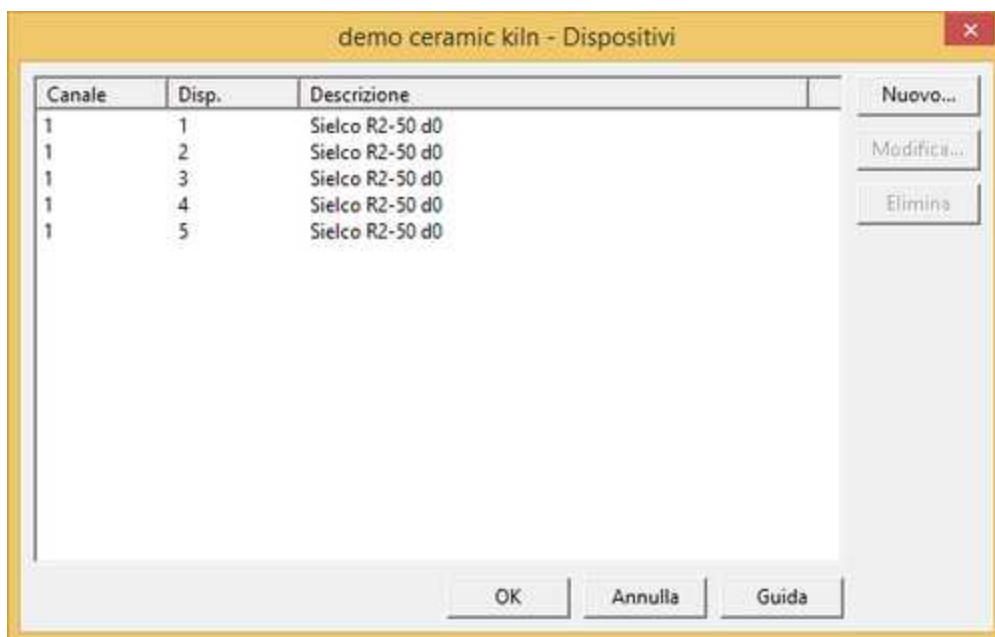 demo ceramic kiln - Dispositivi
Canale Disp. Descrizione
1 1 Sielco R2-50 d0
1 2 Sielco R2-50 d0
1 3 Sielco R2-50 d0
1 4 Sielco R2-50 d0
1 5 Sielco R2-50 d0
Nuovo...
Modifica...
Elimina
OK Annulla Guida